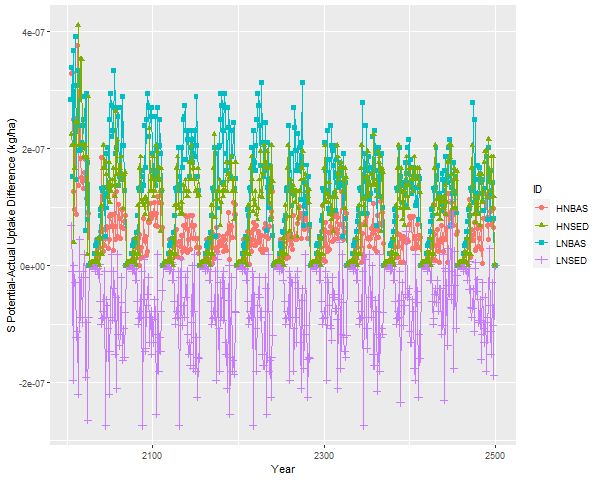 4e-07
2e-07
0e+00
-2e-07
S Potential-Actual Uptake Difference (kg/ha)
2100
2300
2500
Year
ID
HNBAS
HNSED
LNBAS
LNSED